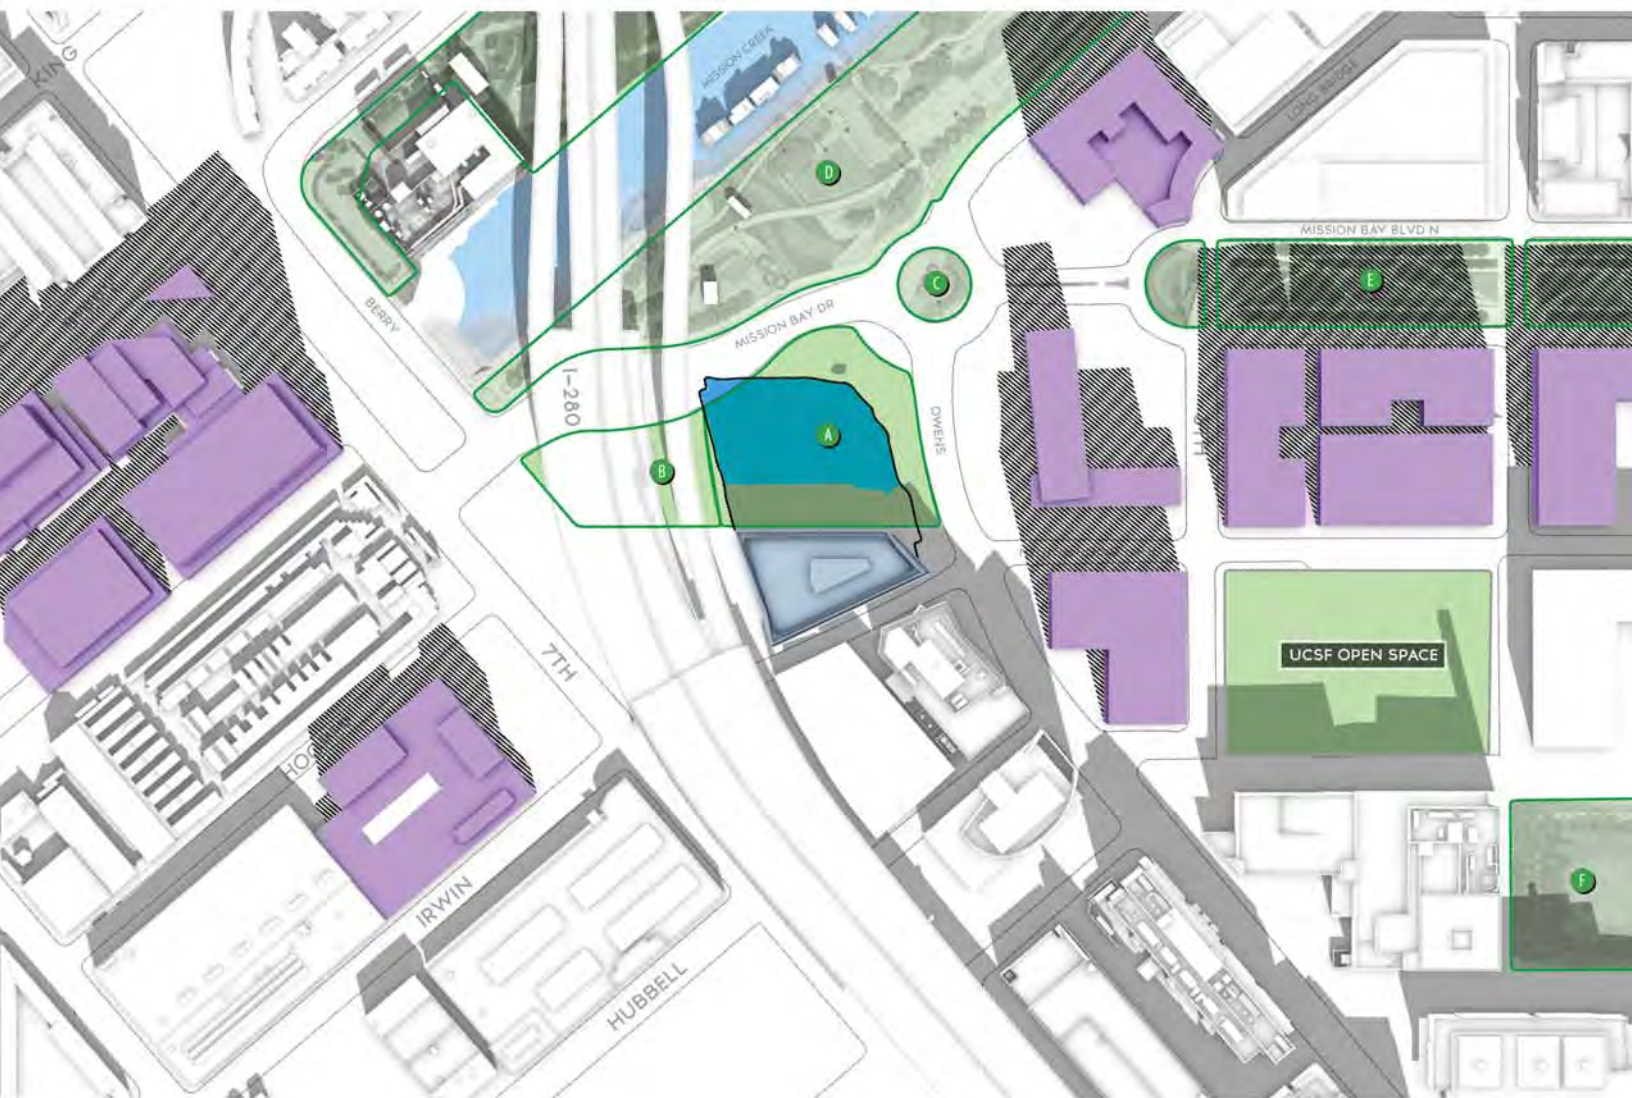 KING
MISSION CREEK
LONG BRIDGE
D
MISSION BAY BLVD N
C
E
BERRY
MISSION BAY DR
I-280
OWENS
A
B
7TH
UCSF OPEN SPACE
F
IRWIN
HUBBELL